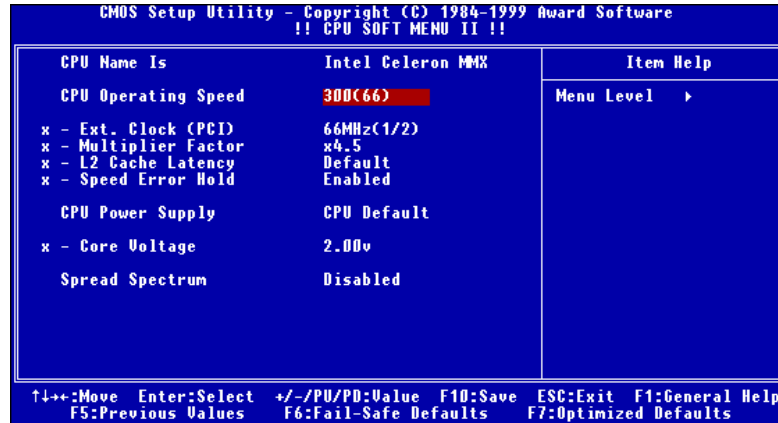 CMOS Setup Utility - Copyright (C) 1984-1999 Award Software
!! CPU SOFT MENU II !!
CPU Name Is Intel Celeron MMX
CPU Operating Speed 300(66)
x - Ext. Clock (PCI) 66MHz(1/2)
x - Multiplier Factor x4.5
x - L2 Cache Latency Default
x - Speed Error Hold Enabled
CPU Power Supply CPU Default
x - Core Voltage 2.00v
Spread Spectrum Disabled
Item Help
Menu Level ▸
↑↓→←:Move Enter:Select +/-/PU/PD:Value F10:Save ESC:Exit F1:General Help
F5:Previous Values F6:Fail-Safe Defaults F7:Optimized Defaults